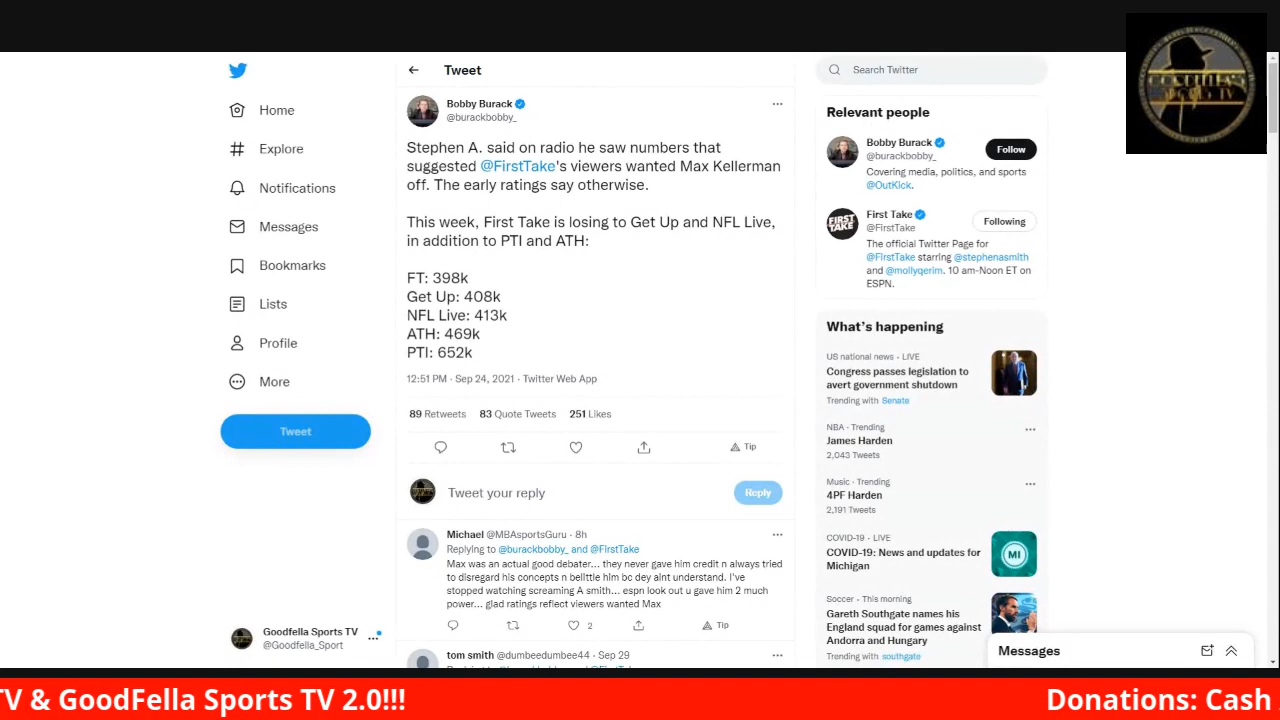 Tweet
Search Twitter
Home
Explore
Notifications
Messages
Bookmarks
Lists
Profile
More
Tweet
Goodfella Sports TV
@Goodfella_Sport
Bobby Burack
@burackbobby_
Stephen A. said on radio he saw numbers that
suggested @FirstTake's viewers wanted Max Kellerman
off. The early ratings say otherwise.
This week, First Take is losing to Get Up and NFL Live,
in addition to PTI and ATH:
FT: 398k
Get Up: 408k
NFL Live: 413k
ATH: 469k
PTI: 652k
12:51 PM · Sep 24, 2021 · Twitter Web App
89 Retweets 83 Quote Tweets 251 Likes
Tip
Tweet your reply
Reply
Michael @MBAsportsGuru · 8h
Replying to @burackbobby_ and @FirstTake
Max was an actual good debater... they never gave him credit n always tried
to disregard his concepts n belittle him bc dey aint understand. I've
stopped watching screaming A smith... espn look out u gave him 2 much
power... glad ratings reflect viewers wanted Max
2 Tip
tom smith @dumbeedumbee44 · Sep 29
Relevant people
Bobby Burack
@burackbobby_
Follow
Covering media, politics, and sports
@OutKick.
FIRST TAKE
First Take
@FirstTake
Following
The official Twitter Page for
@FirstTake starring @stephenasmith
and @mollyqerim. 10 am-Noon ET on
ESPN.
What's happening
US national news · LIVE
Congress passes legislation to
avert government shutdown
Trending with Senate
NBA · Trending
James Harden
2,043 Tweets
Music · Trending
4PF Harden
2,191 Tweets
COVID-19 · LIVE
COVID-19: News and updates for
Michigan
MI
Soccer · This morning
Gareth Southgate names his
England squad for games against
Andorra and Hungary
Trending with southgate
Messages
GOODFELLA'S
SPORTS TV
TV & GoodFella Sports TV 2.0!!!
Donations: Cash